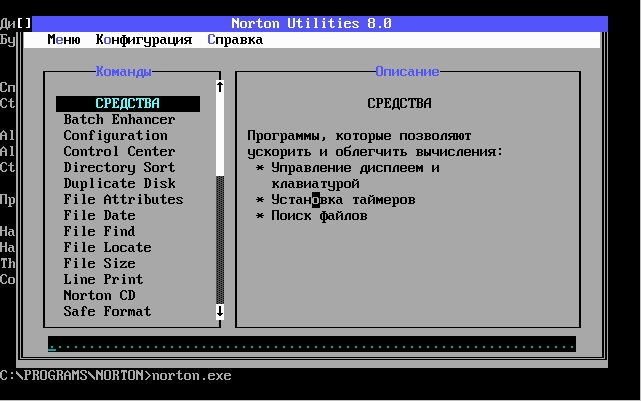 Ди[ ] Norton Utilities 8.0
Бу Меню Конфигурация Справка
Команды
Описание
Сп
Ct
Al
Al
Ct
Пр
На
На
Th
Со
СРЕДСТВА
Batch Enhancer
Configuration
Control Center
Directory Sort
Duplicate Disk
File Attributes
File Date
File Find
File Locate
File Size
Line Print
Norton CD
Safe Format
СРЕДСТВА
Программы, которые позволяют
ускорить и облегчить вычисления:
* Управление дисплеем и
клавиатурой
* Установка таймеров
* Поиск файлов
C:\PROGRAMS\NORTON>norton.exe